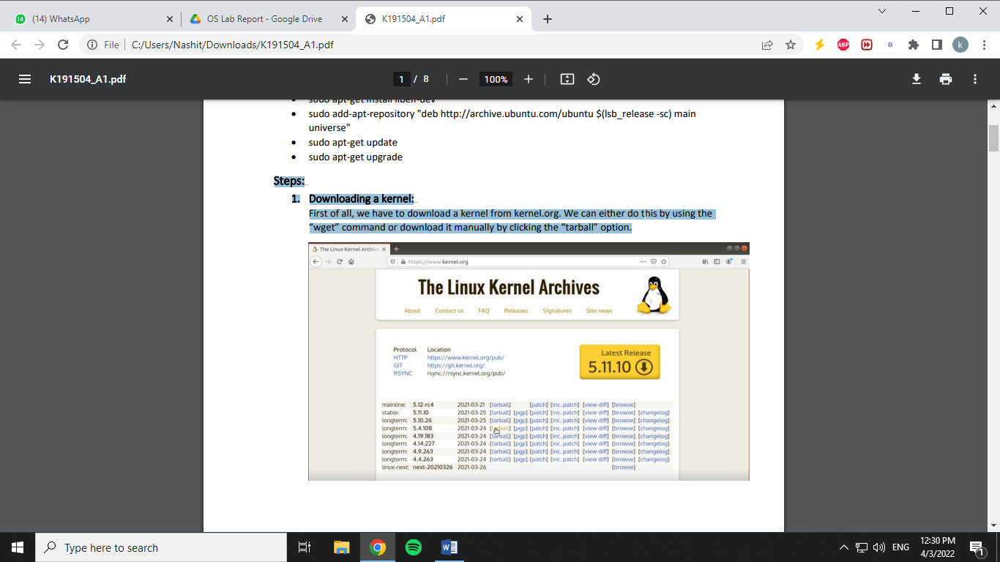 (14) WhatsApp
OS Lab Report - Google Drive
K191504_A1.pdf
File
C:/Users/Nashit/Downloads/K191504_A1.pdf
ABP
B
k
K191504_A1.pdf
1 / 8
100%
sudo apt-get install libelf-dev
• sudo add-apt-repository "deb http://archive.ubuntu.com/ubuntu $(lsb_release -sc) main
universe"
• sudo apt-get update
• sudo apt-get upgrade
Steps:
1. Downloading a kernel:
First of all, we have to download a kernel from kernel.org. We can either do this by using the
“wget” command or download it manually by clicking the “tarball” option.
The Linux Kernel Archive
https://www.kernel.org
The Linux Kernel Archives
About Contact us FAQ Releases Signatures Site news
Protocol Location
HTTP https://www.kernel.org/pub/
GIT https://git.kernel.org/
RSYNC rsync://rsync.kernel.org/pub/
Latest Release
5.11.10
mainline: 5.12-rc4 2021-03-21 [tarball] [patch] [inc. patch] [view diff] [browse]
stable: 5.11.10 2021-03-25 [tarball] [pgp] [patch] [inc. patch] [view diff] [browse] [changelog]
longterm: 5.10.26 2021-03-25 [tarball] [pgp] [patch] [inc. patch] [view diff] [browse] [changelog]
longterm: 5.4.108 2021-03-24 [tarball] [pgp] [patch] [inc. patch] [view diff] [browse] [changelog]
longterm: 4.19.183 2021-03-24 [tarball] [pgp] [patch] [inc. patch] [view diff] [browse] [changelog]
longterm: 4.14.227 2021-03-24 [tarball] [pgp] [patch] [inc. patch] [view diff] [browse] [changelog]
longterm: 4.9.263 2021-03-24 [tarball] [pgp] [patch] [inc. patch] [view diff] [browse] [changelog]
longterm: 4.4.263 2021-03-24 [tarball] [pgp] [patch] [inc. patch] [view diff] [browse] [changelog]
linux-next: next-20210326 2021-03-26 [browse]
Type here to search
ENG
12:30 PM
4/3/2022
1